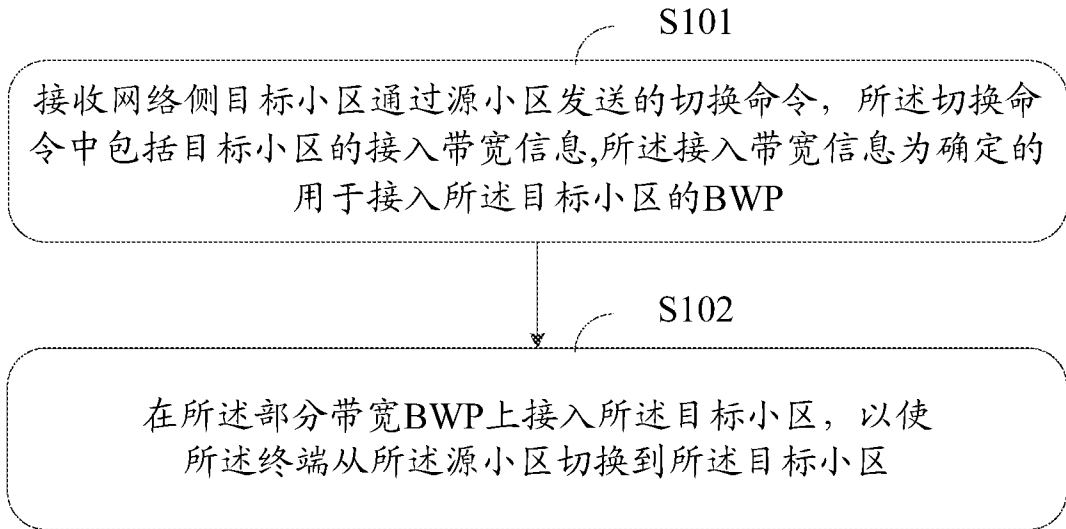 S101
接收网络侧目标小区通过源小区发送的切换命令，所述切换命
令中包括目标小区的接入带宽信息,所述接入带宽信息为确定的
用于接入所述目标小区的BWP
S102
在所述部分带宽BWP上接入所述目标小区，以使
所述终端从所述源小区切换到所述目标小区